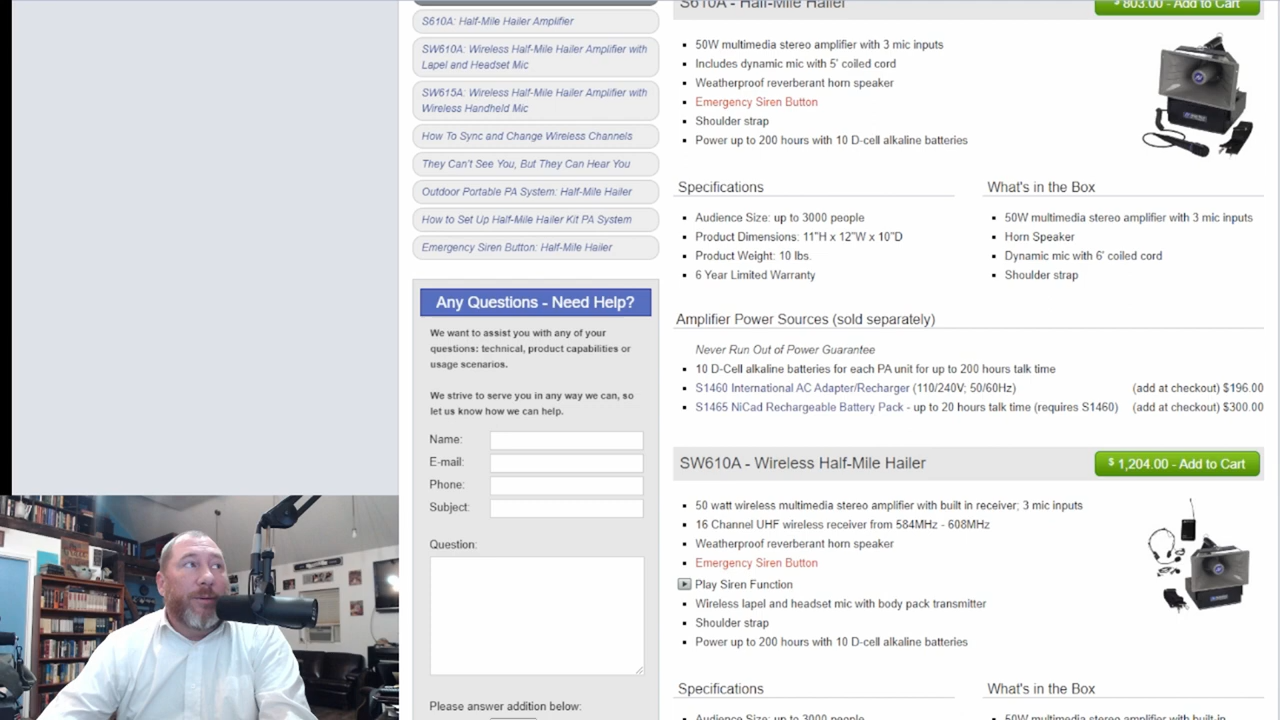 S610A: Half-Mile Hailer Amplifier
SW610A: Wireless Half-Mile Hailer Amplifier with
Lapel and Headset Mic
SW615A: Wireless Half-Mile Hailer Amplifier with
Wireless Handheld Mic
How To Sync and Change Wireless Channels
They Can't See You, But They Can Hear You
Outdoor Portable PA System: Half-Mile Hailer
How to Set Up Half-Mile Hailer Kit PA System
Emergency Siren Button: Half-Mile Hailer
Any Questions - Need Help?
We want to assist you with any of your
questions: technical, product capabilities or
usage scenarios.
We strive to serve you in any way we can, so
let us know how we can help.
Name:
E-mail:
Phone:
Subject:
Question:
Please answer addition below:
S610A - Half-Mile Hailer
$ 803.00 - Add to Cart
50W multimedia stereo amplifier with 3 mic inputs
Includes dynamic mic with 5' coiled cord
Weatherproof reverberant horn speaker
Emergency Siren Button
Shoulder strap
Power up to 200 hours with 10 D-cell alkaline batteries
Specifications
Audience Size: up to 3000 people
Product Dimensions: 11"H x 12"W x 10"D
Product Weight: 10 lbs.
6 Year Limited Warranty
What's in the Box
50W multimedia stereo amplifier with 3 mic inputs
Horn Speaker
Dynamic mic with 6' coiled cord
Shoulder strap
Amplifier Power Sources (sold separately)
Never Run Out of Power Guarantee
10 D-Cell alkaline batteries for each PA unit for up to 200 hours talk time
S1460 International AC Adapter/Recharger (110/240V; 50/60Hz) (add at checkout) $196.00
S1465 NiCad Rechargeable Battery Pack - up to 20 hours talk time (requires S1460) (add at checkout) $300.00
SW610A - Wireless Half-Mile Hailer
$ 1,204.00 - Add to Cart
50 watt wireless multimedia stereo amplifier with built in receiver; 3 mic inputs
16 Channel UHF wireless receiver from 584MHz - 608MHz
Weatherproof reverberant horn speaker
Emergency Siren Button
Play Siren Function
Wireless lapel and headset mic with body pack transmitter
Shoulder strap
Power up to 200 hours with 10 D-cell alkaline batteries
Specifications
Audience Size: up to 3000 people
What's in the Box
50W multimedia stereo amplifier with built-in